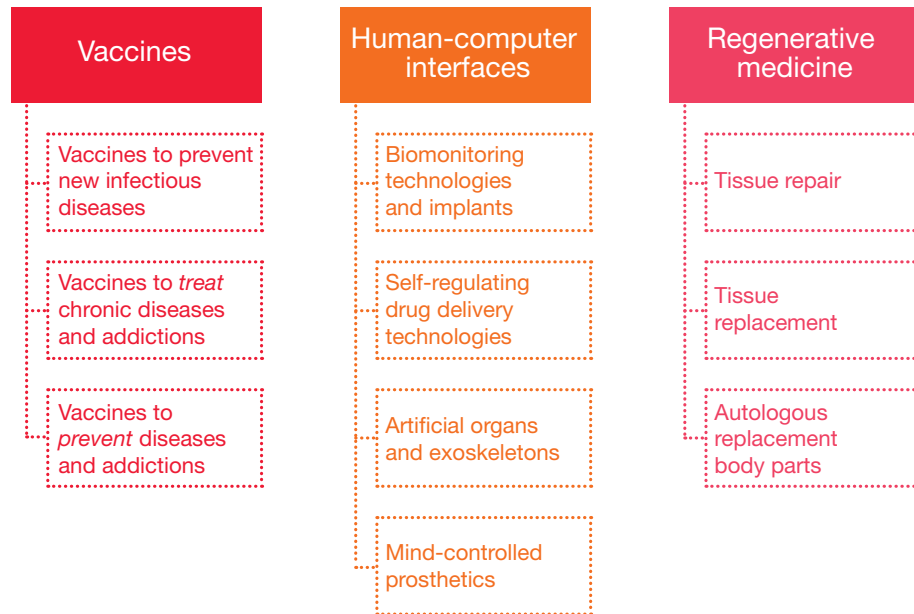 Vaccines
Vaccines to prevent
new infectious
diseases
Vaccines to treat
chronic diseases
and addictions
Vaccines to
prevent diseases
and addictions
Human-computer
interfaces
Biomonitoring
technologies
and implants
Self-regulating
drug delivery
technologies
Artificial organs
and exoskeletons
Mind-controlled
prosthetics
Regenerative
medicine
Tissue repair
Tissue
replacement
Autologous
replacement
body parts